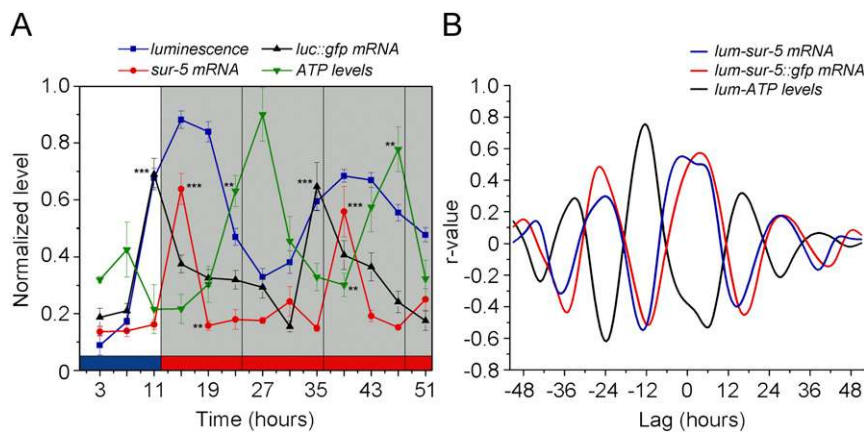 A
luminescence luc::gfp mRNA
sur-5 mRNA ATP levels
Normalized level
1.0
0.8
0.6
0.4
0.2
0
***
***
**
**
***
***
**
**
3 11 19 27 35 43 51
Time (hours)
B
lum-sur-5 mRNA
lum-sur-5::gfp mRNA
lum-ATP levels
r-value
1.0
0.8
0.6
0.4
0.2
0
-0.2
-0.4
-0.6
-0.8
-48 -36 -24 -12 0 12 24 36 48
Lag (hours)